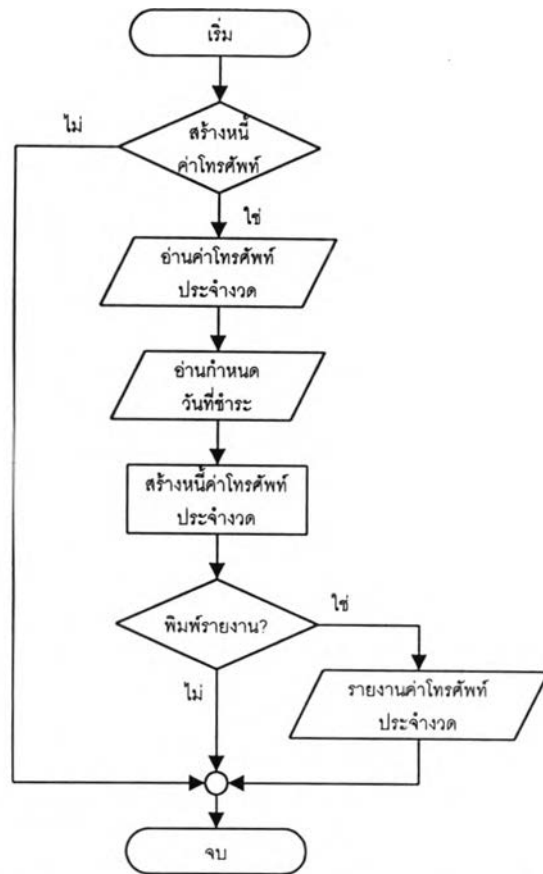 เริ่ม
ไม่
สร้างหนี้
ค่าโทรศัพท์
ใช่
อ่านค่าโทรศัพท์
ประจำงวด
อ่านกำหนด
วันที่ชำระ
สร้างหนี้ค่าโทรศัพท์
ประจำงวด
ใช่
พิมพ์รายงาน?
ไม่
รายงานค่าโทรศัพท์
ประจำงวด
จบ